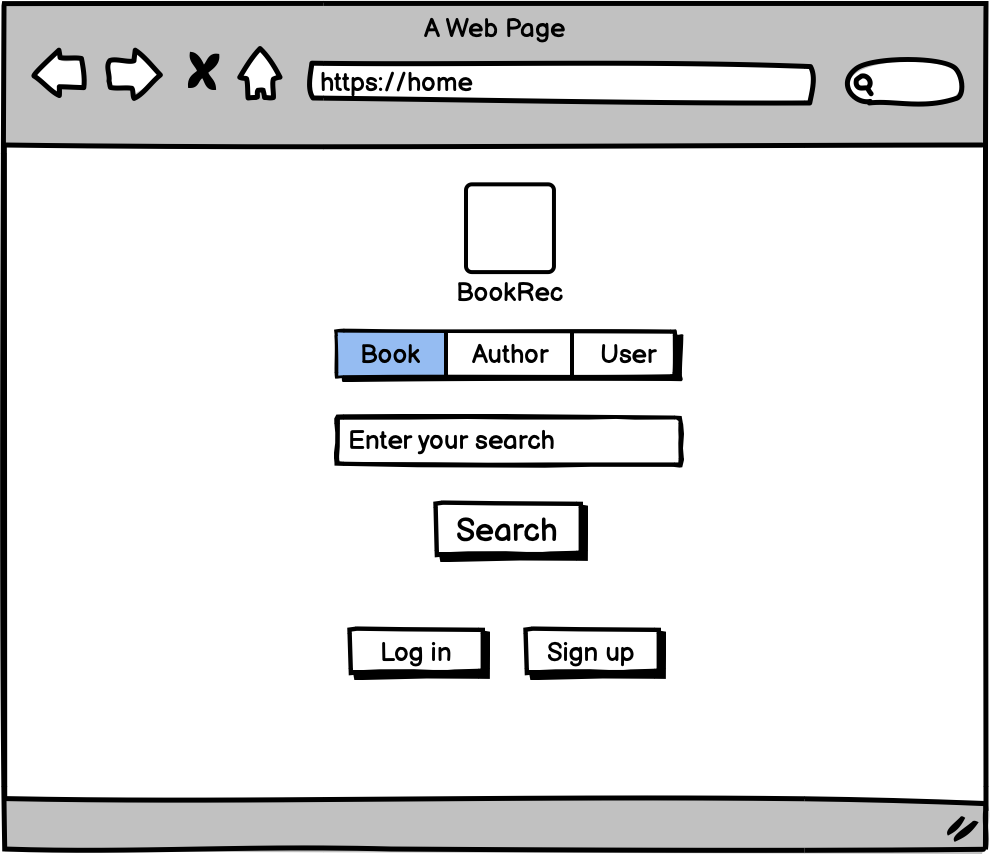 A Web Page
https://home
BookRec
Book Author User
Enter your search
Search
Log in Sign up